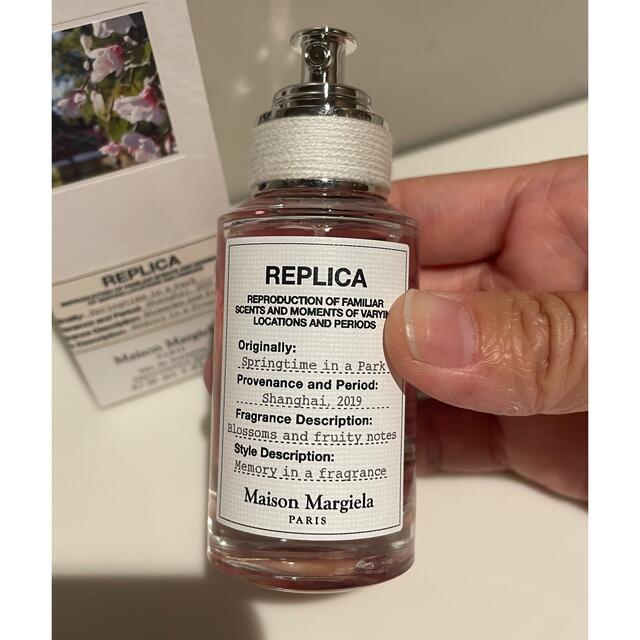 REPLICA
REPRODUCTION OF FAMILIAR
SCENTS AND MOMENTS OF VARYIN
LOCATIONS AND PERIODS
Originally:
Springtime in a Park
Provenance and Period:
Shanghai, 2019
Fragrance Description:
Blossoms and fruity notes
Style Description:
Memory in a fragrance
Maison Margiela
PARIS
REPLICA
Maison Margiela
PARIS